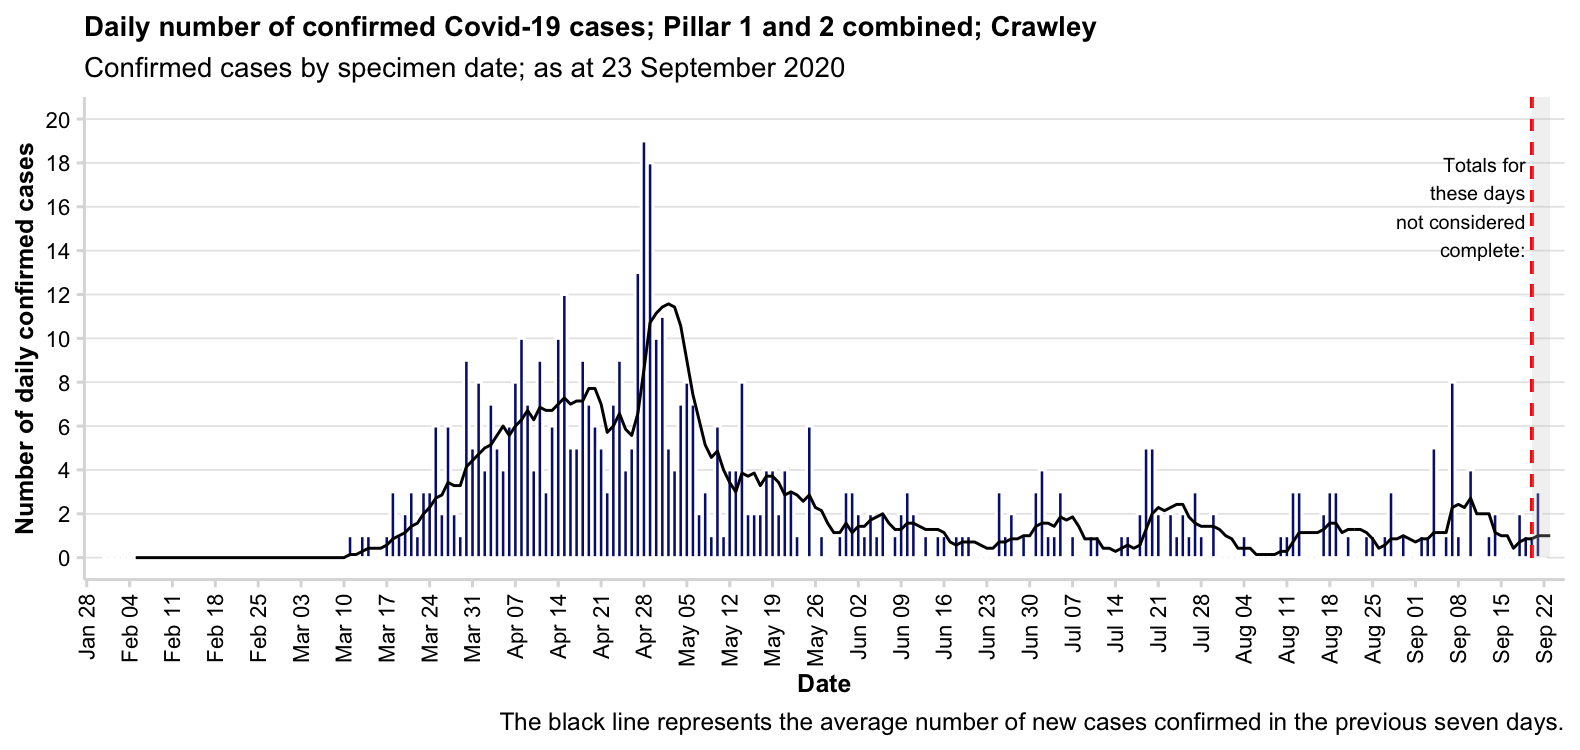 Daily number of confirmed Covid-19 cases; Pillar 1 and 2 combined; Crawley
Confirmed cases by specimen date; as at 23 September 2020
Number of daily confirmed cases
20
18
16
14
12
10
8
6
4
2
0
Totals for
these days
not considered
complete:
Jan 28
Feb 04
Feb 11
Feb 18
Feb 25
Mar 03
Mar 10
Mar 17
Mar 24
Mar 31
Apr 07
Apr 14
Apr 21
Apr 28
May 05
May 12
May 19
May 26
Jun 02
Jun 09
Jun 16
Jun 23
Jun 30
Jul 07
Jul 14
Jul 21
Jul 28
Aug 04
Aug 11
Aug 18
Aug 25
Sep 01
Sep 08
Sep 15
Sep 22
Date
The black line represents the average number of new cases confirmed in the previous seven days.